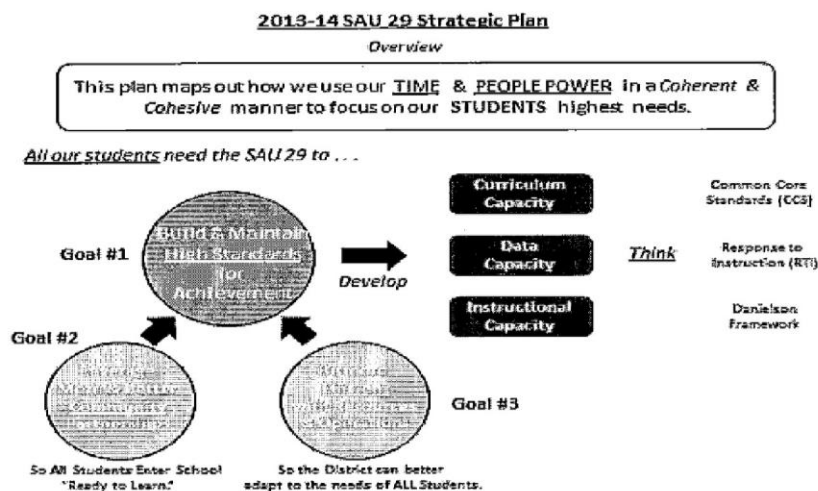 2013-14 SAU 29 Strategic Plan
Overview
This plan maps out how we use our TIME & PEOPLE POWER in a Coherent &
Cohesive manner to focus on our STUDENTS highest needs.
All our students need the SAU 29 to . . .
Goal #1
Build & Maintain
High Standards
for
Achievement
Develop
Curriculum
Capacity
Data
Capacity
Instructional
Capacity
Think
Common Core
Standards (CCS)
Response to
Instruction (RTI)
Danielson
Framework
Goal #2
Community
So All Students Enter School
"Ready to Learn."
Resources
& Operations
Goal #3
So the District can better
adapt to the needs of ALL Students.